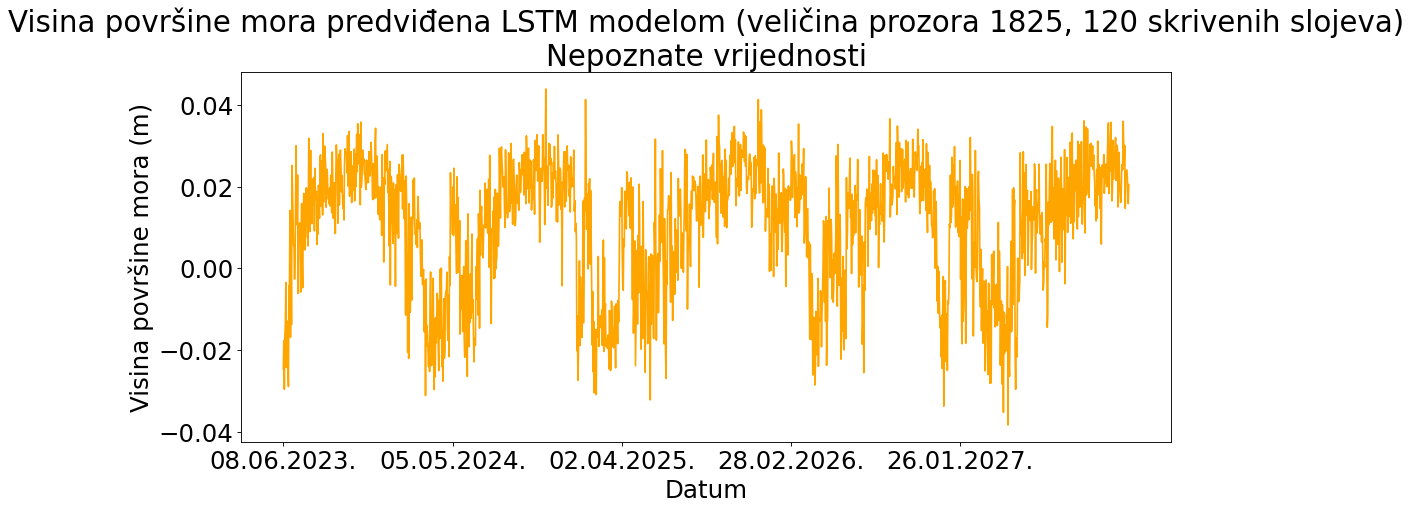 Visina površine mora predviđena LSTM modelom (veličina prozora 1825, 120 skrivenih slojeva)
Nepoznate vrijednosti
Visina površine mora (m)
0.04
0.02
0.00
−0.02
−0.04
08.06.2023. 05.05.2024. 02.04.2025. 28.02.2026. 26.01.2027.
Datum